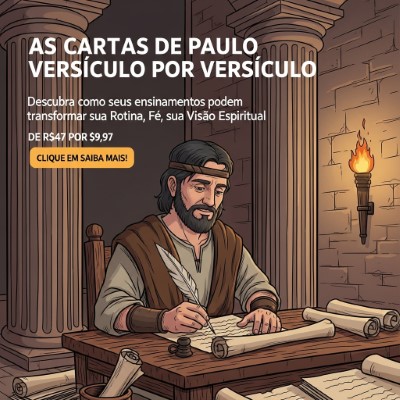 AS CARTAS DE PAULO
VERSÍCULO POR VERSÍCULO
Descubra como seus ensinamentos podem
transformar sua Rotina, Fé, sua Visão Espiritual
DE R$47 POR $9,97
CLIQUE EM SAIBA MAIS!